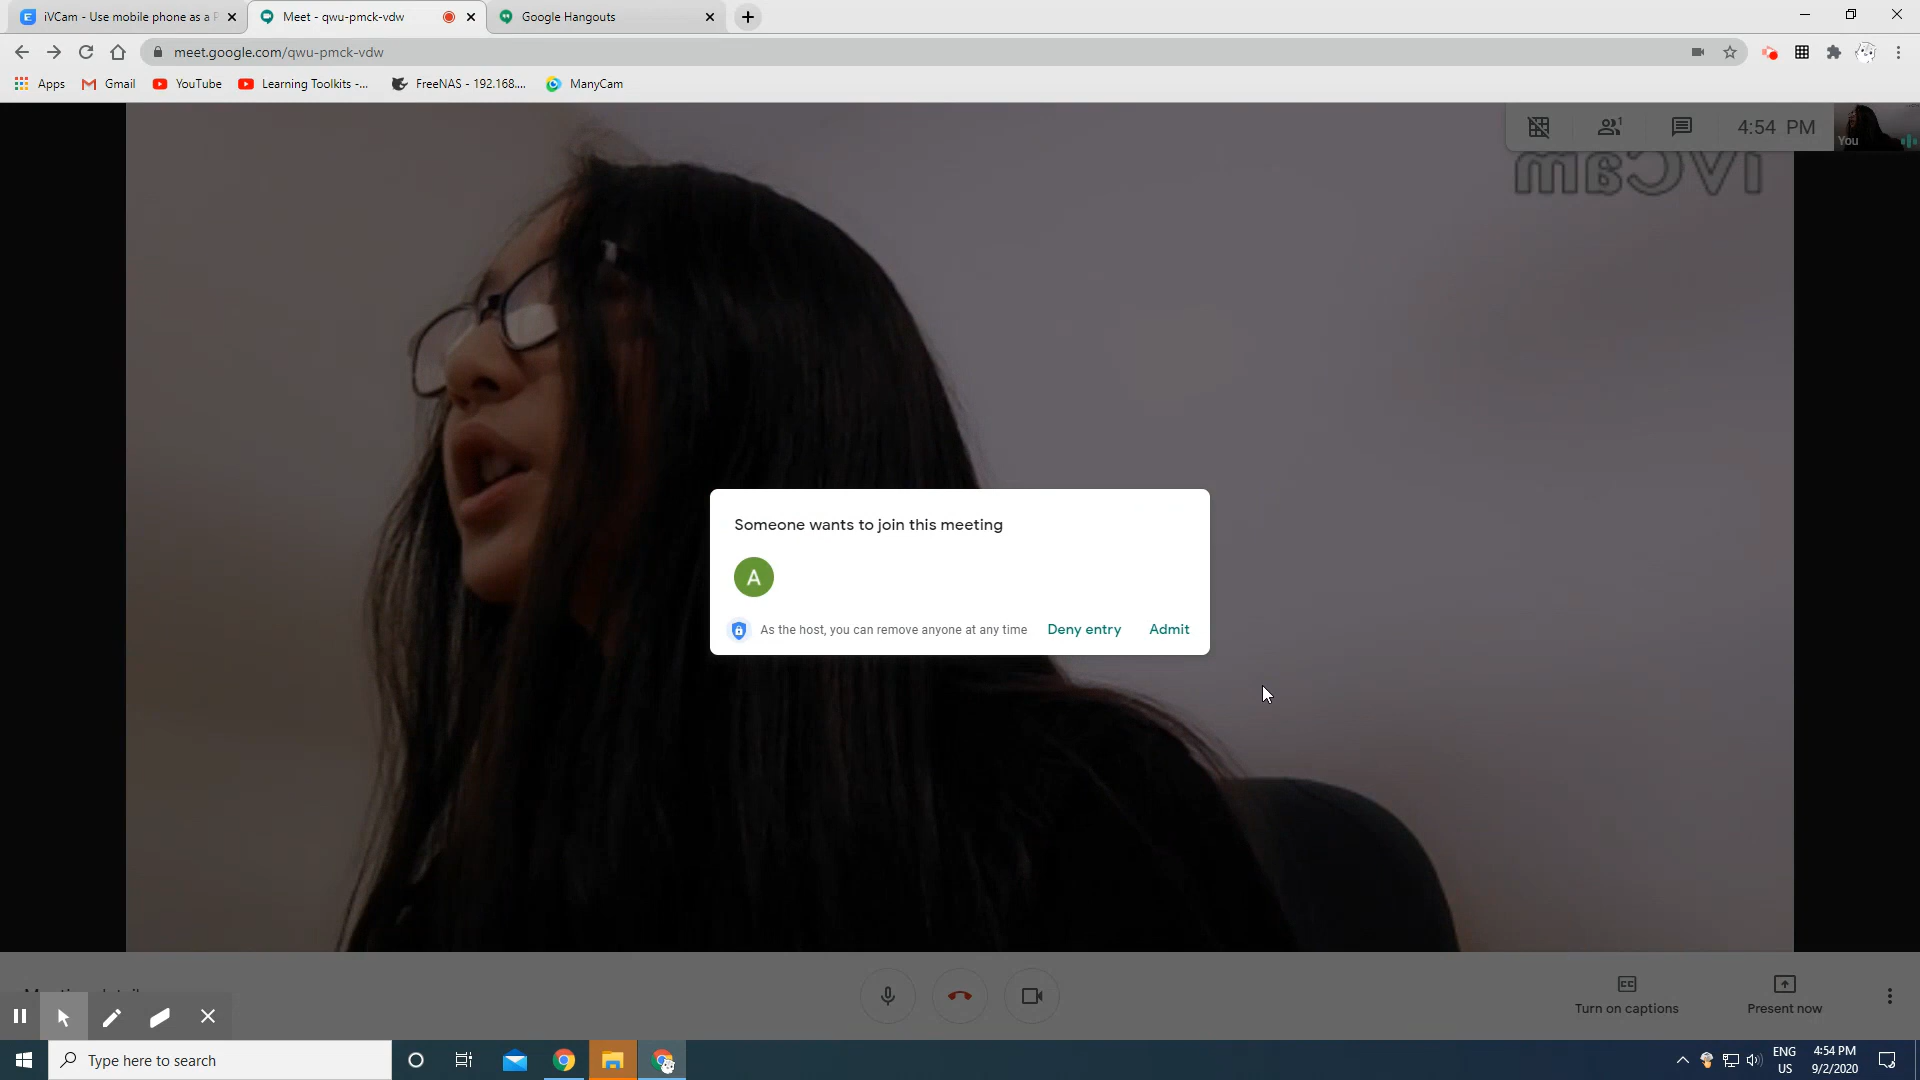 iVCam - Use mobile phone as a P
Meet - qwu-pmck-vdw
Google Hangouts
meet.google.com/qwu-pmck-vdw
Apps
Gmail
YouTube
Learning Toolkits -...
FreeNAS - 192.168....
ManyCam
1
4:54 PM
You
iVCam
Someone wants to join this meeting
A
As the host, you can remove anyone at any time
Deny entry
Admit
CC
Turn on captions
Present now
Type here to search
ENG
US
4:54 PM
9/2/2020